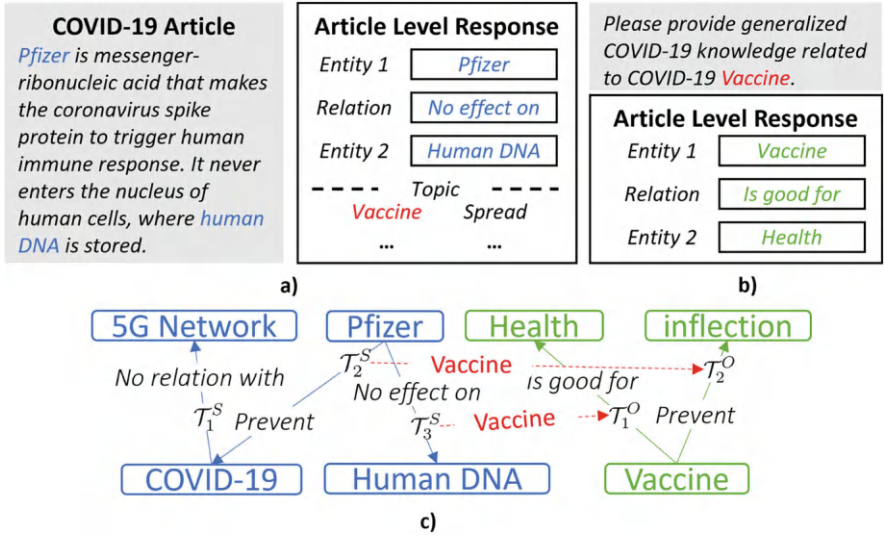 COVID-19 Article
Pfizer is messenger-
ribonucleic acid that makes
the coronavirus spike
protein to trigger human
immune response. It never
enters the nucleus of
human cells, where human
DNA is stored.
Article Level Response
Entity 1 Pfizer
Relation No effect on
Entity 2 Human DNA
Topic
Vaccine Spread
... ...
a)
Please provide generalized
COVID-19 knowledge related
to COVID-19 Vaccine.
Article Level Response
Entity 1 Vaccine
Relation Is good for
Entity 2 Health
b)
5G Network Pfizer Health inflection
T₂ˢ Vaccine T₂ᴼ
No relation with No effect on is good for
T₁ˢ Prevent T₃ˢ Vaccine T₁ᴼ Prevent
COVID-19 Human DNA Vaccine
c)